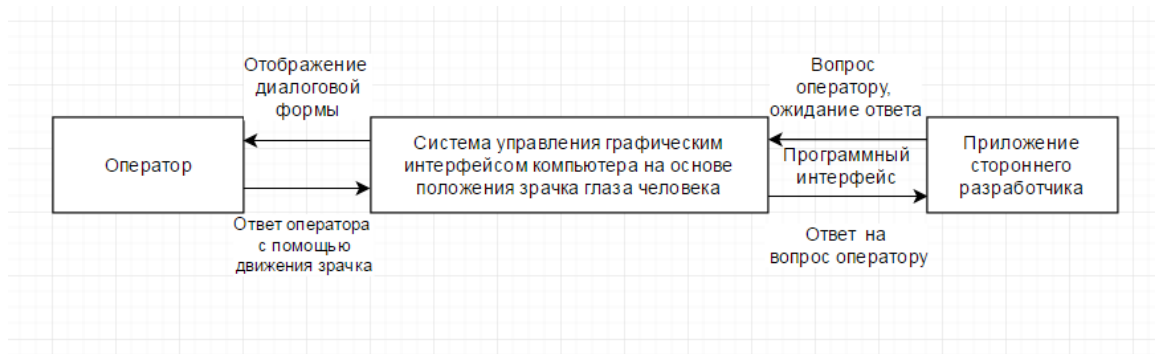 Отображение
диалоговой
формы
Вопрос
оператору,
ожидание ответа
Оператор
Система управления графическим
интерфейсом компьютера на основе
положения зрачка глаза человека
Программный
интерфейс
Приложение
стороннего
разработчика
Ответ оператора
с помощью
движения зрачка
Ответ на
вопрос оператору